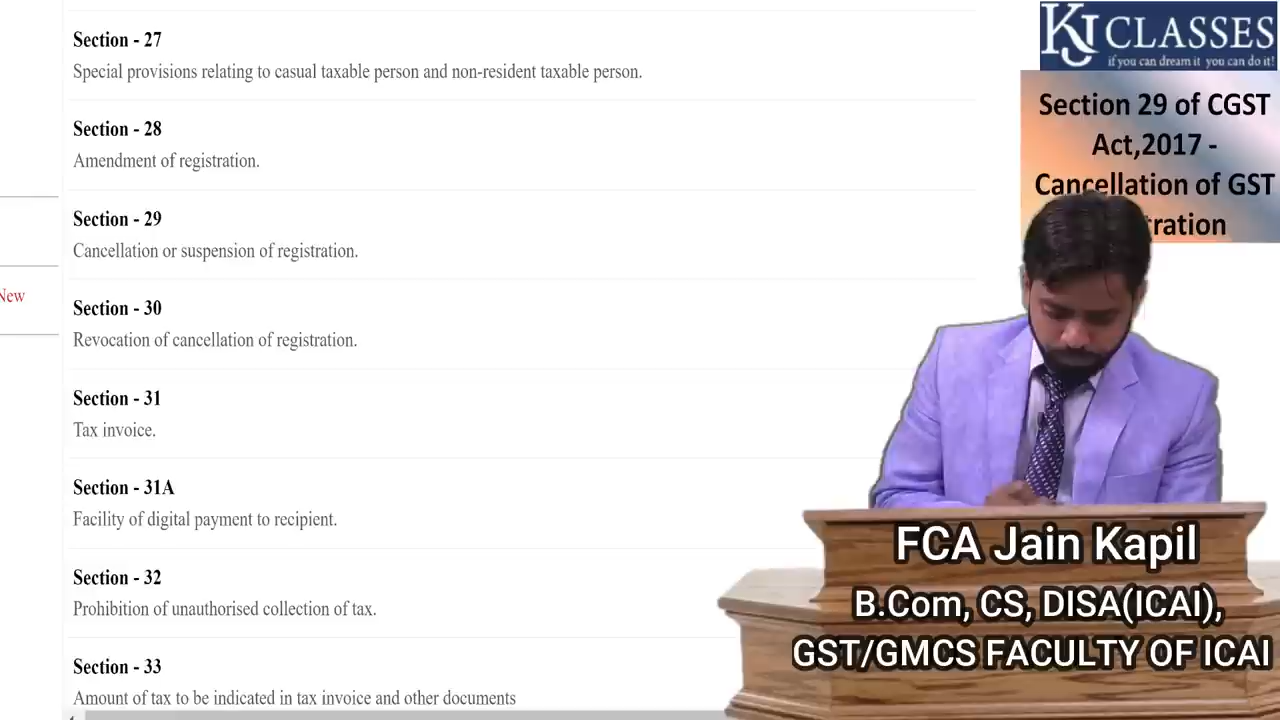 Section - 27
Special provisions relating to casual taxable person and non-resident taxable person.
Section - 28
Amendment of registration.
Section - 29
Cancellation or suspension of registration.
New
Section - 30
Revocation of cancellation of registration.
Section - 31
Tax invoice.
Section - 31A
Facility of digital payment to recipient.
Section - 32
Prohibition of unauthorised collection of tax.
Section - 33
Amount of tax to be indicated in tax invoice and other documents
KJ CLASSES
if you can dream it you can do it!
Section 29 of CGST
Act,2017 -
Cancellation of GST
tration
FCA Jain Kapil
B.Com, CS, DISA(ICAI),
GST/GMCS FACULTY OF ICAI